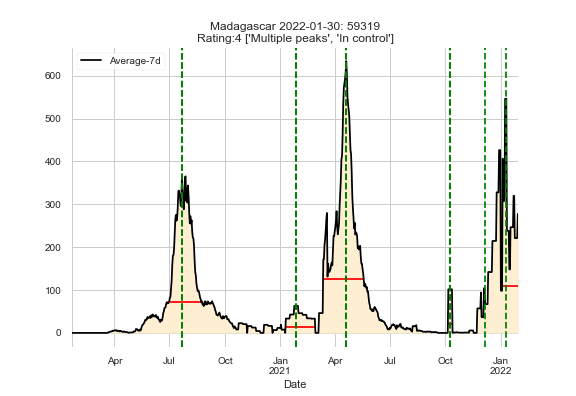 Madagascar 2022-01-30: 59319
Rating:4 ['Multiple peaks', 'In control']
Average-7d
600
500
400
300
200
100
0
Apr Jul Oct Jan Apr Jul Oct Jan
2021 2022
Date